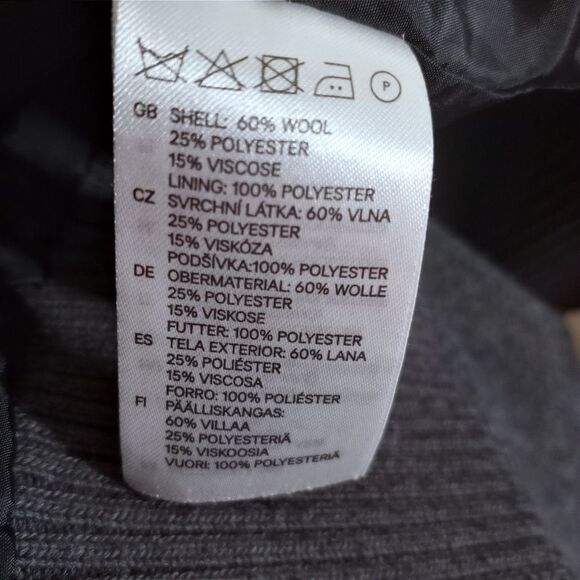 P
GB SHELL: 60% WOOL
25% POLYESTER
15% VISCOSE
LINING: 100% POLYESTER
CZ SVRCHNÍ LÁTKA: 60% VLNA
25% POLYESTER
15% VISKÓZA
PODŠÍVKA:100% POLYESTER
DE OBERMATERIAL: 60% WOLLE
25% POLYESTER
15% VISKOSE
FUTTER: 100% POLYESTER
ES TELA EXTERIOR: 60% LANA
25% POLIÉSTER
15% VISCOSA
FORRO: 100% POLIÉSTER
FI PÄÄLLISKANGAS:
60% VILLAA
25% POLYESTERIÄ
15% VISKOOSIA
VUORI: 100% POLYESTERIÄ